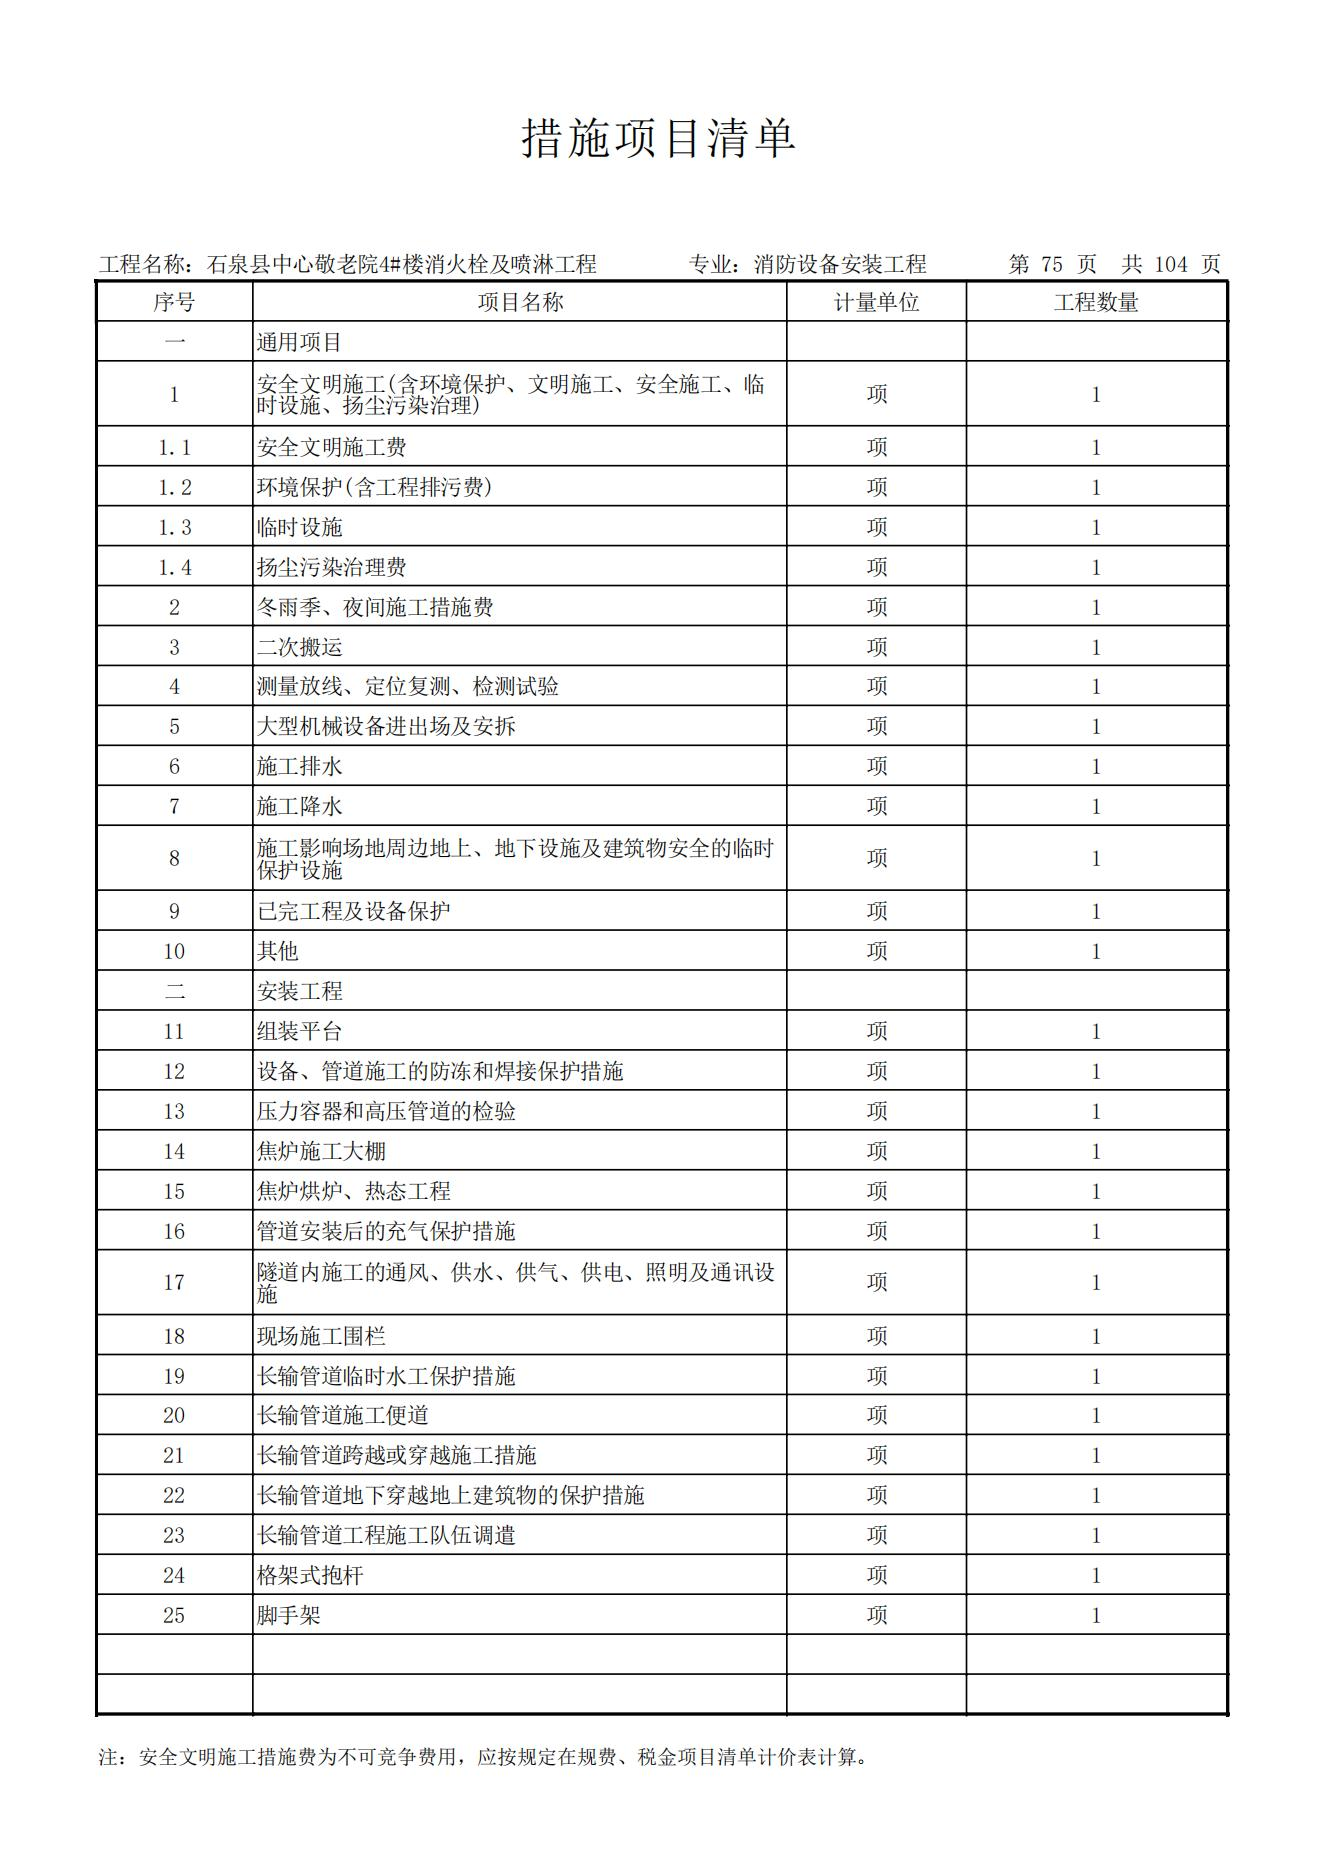 措施项目清单
工程名称：石泉县中心敬老院4#楼消火栓及喷淋工程 专业：消防设备安装工程 第 75 页 共 104 页
序号 项目名称 计量单位 工程数量
一 通用项目
1 安全文明施工(含环境保护、文明施工、安全施工、临
时设施、扬尘污染治理) 项 1
1.1 安全文明施工费 项 1
1.2 环境保护(含工程排污费) 项 1
1.3 临时设施 项 1
1.4 扬尘污染治理费 项 1
2 冬雨季、夜间施工措施费 项 1
3 二次搬运 项 1
4 测量放线、定位复测、检测试验 项 1
5 大型机械设备进出场及安拆 项 1
6 施工排水 项 1
7 施工降水 项 1
8 施工影响场地周边地上、地下设施及建筑物安全的临时
保护设施 项 1
9 已完工程及设备保护 项 1
10 其他 项 1
二 安装工程
11 组装平台 项 1
12 设备、管道施工的防冻和焊接保护措施 项 1
13 压力容器和高压管道的检验 项 1
14 焦炉施工大棚 项 1
15 焦炉烘炉、热态工程 项 1
16 管道安装后的充气保护措施 项 1
17 隧道内施工的通风、供水、供气、供电、照明及通讯设
施 项 1
18 现场施工围栏 项 1
19 长输管道临时水工保护措施 项 1
20 长输管道施工便道 项 1
21 长输管道跨越或穿越施工措施 项 1
22 长输管道地下穿越地上建筑物的保护措施 项 1
23 长输管道工程施工队伍调遣 项 1
24 格架式抱杆 项 1
25 脚手架 项 1
注：安全文明施工措施费为不可竞争费用，应按规定在规费、税金项目清单计价表计算。